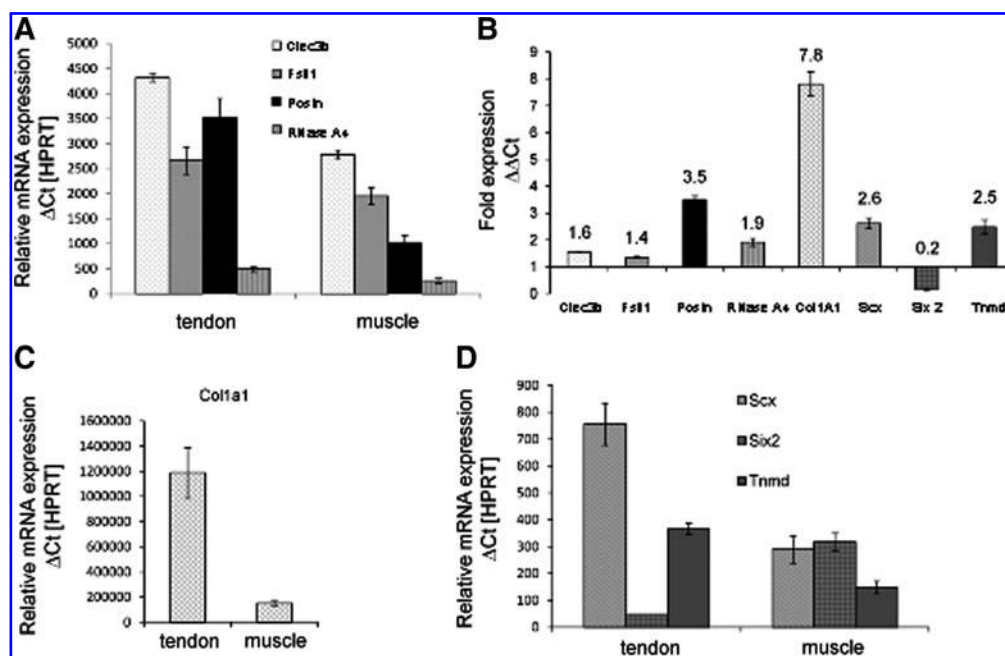 A
Relative mRNA expression
ΔCt [HPRT]
5000
4500
4000
3500
3000
2500
2000
1500
1000
500
0
Clec3b
Fstl1
Postn
RNase A4
tendon
muscle
B
Fold expression
ΔΔCt
9
8
7
6
5
4
3
2
1
0
1.6
1.4
3.5
1.9
7.8
2.6
0.2
2.5
Clec3b
Fstl1
Postn
RNase A4
Col1A1
Scx
Six 2
Tnmd
C
Col1a1
Relative mRNA expression
ΔCt [HPRT]
1600000
1400000
1200000
1000000
800000
600000
400000
200000
0
tendon
muscle
D
Relative mRNA expression
ΔCt [HPRT]
900
800
700
600
500
400
300
200
100
0
Scx
Six2
Tnmd
tendon
muscle